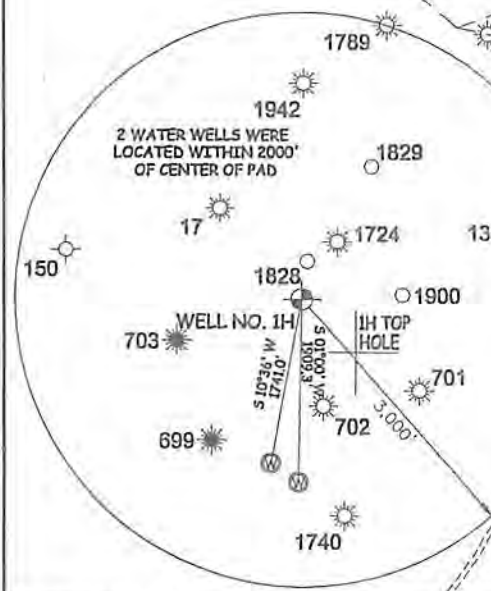 1789
1942
2 WATER WELLS WERE
LOCATED WITHIN 2000'
OF CENTER OF PAD
1829
17
1724
13
150
1828
1900
WELL NO. 1H
1H TOP
HOLE
703
S 10°36' W
1741.0'
S 01°00' W
1909.3'
701
702
3,000'
699
W
W
1740